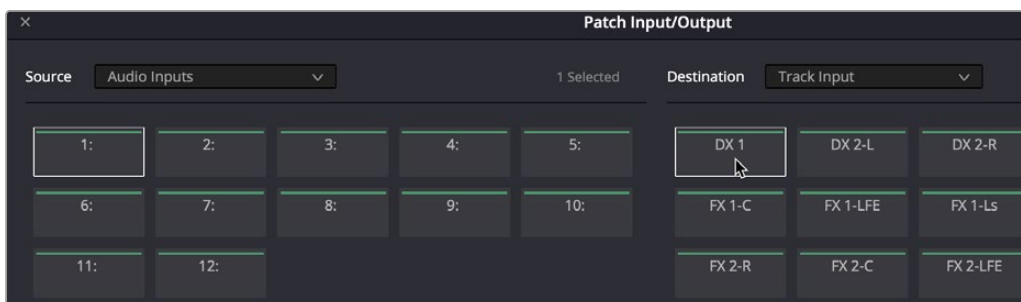 × Patch Input/Output
Source Audio Inputs 1 Selected Destination Track Input
1: 2: 3: 4: 5: DX 1 DX 2-L DX 2-R
6: 7: 8: 9: 10: FX 1-C FX 1-LFE FX 1-Ls
11: 12: FX 2-R FX 2-C FX 2-LFE